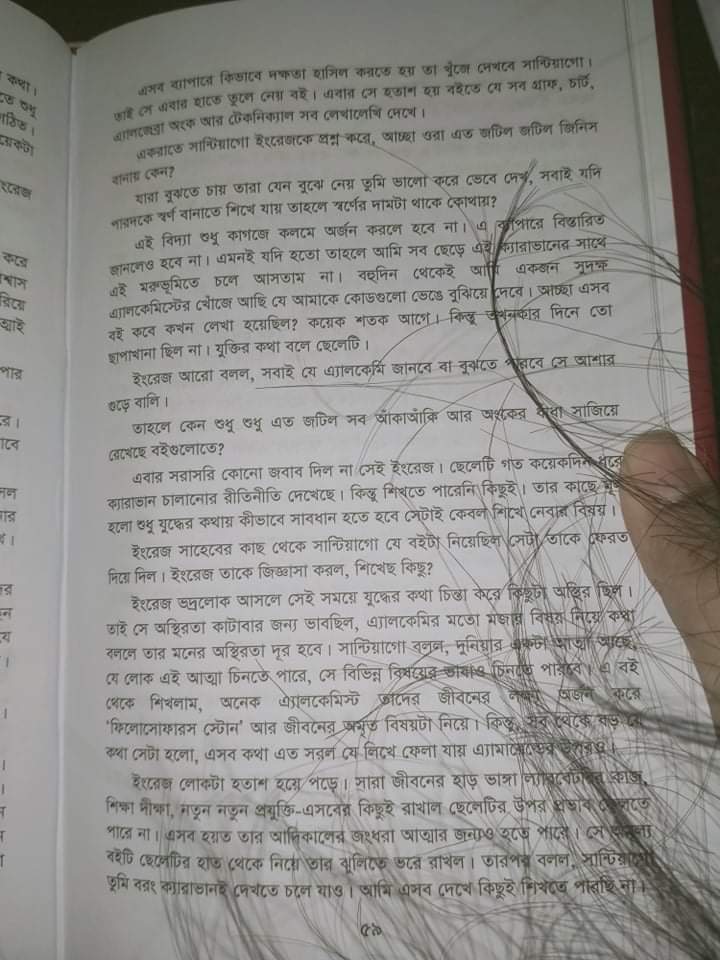 কথা।
তে শুধু
গঠিত।
য়েকটা
ইংরেজ
করে
শ্বাস
রিয়ে
ত্মাই
পার
রে।
াবে
এসব ব্যাপারে কিভাবে দক্ষতা হাসিল করতে হয় তা খুঁজে দেখবে সান্টিয়াগো।
তাই সে এবার হাতে তুলে নেয় বই। এবার সে হতাশ হয় বইতে যে সব গ্রাফ, চার্ট,
এ্যালজেব্রা অংক আর টেকনিক্যাল সব লেখালেখি দেখে।
একরাতে সান্টিয়াগো ইংরেজকে প্রশ্ন করে, আচ্ছা ওরা এত জটিল জটিল জিনিস
বানায় কেন?
যারা বুঝতে চায় তারা যেন বুঝে নেয় তুমি ভালো করে ভেবে দেখ, সবাই যদি
পারদকে স্বর্ণ বানাতে শিখে যায় তাহলে স্বর্ণের দামটা থাকে কোথায়?
এই বিদ্যা শুধু কাগজে কলমে অর্জন করলে হবে না। এ ব্যাপারে বিস্তারিত
জানলেও হবে না। এমনই যদি হতো তাহলে আমি সব ছেড়ে এই ক্যারাভানের সাথে
এই মরুভূমিতে চলে আসতাম না। বহুদিন থেকেই আমি একজন সুদক্ষ
এ্যালকেমিস্টের খোঁজে আছি যে আমাকে কোডগুলো ভেঙে বুঝিয়ে দেবে। আচ্ছা এসব
বই কবে কখন লেখা হয়েছিল? কয়েক শতক আগে। কিন্তু তখনকার দিনে তো
ছাপাখানা ছিল না। যুক্তির কথা বলে ছেলেটি।
ইংরেজ আরো বলল, সবাই যে এ্যালকেমি জানবে বা বুঝতে পারবে সে আশার
গুড়ে বালি।
তাহলে কেন শুধু শুধু এত জটিল সব আঁকাআঁকি আর অংকের ধাঁধা সাজিয়ে
রেখেছে বইগুলোতে?
এবার সরাসরি কোনো জবাব দিল না সেই ইংরেজ। ছেলেটি গত কয়েকদিন ধরে
ক্যারাভান চালানোর রীতিনীতি দেখেছে। কিন্তু শিখতে পারেনি কিছুই। তার কাছে
হলো শুধু যুদ্ধের কথায় কীভাবে সাবধান হতে হবে সেটাই কেবল শিখে নেবার বিষয়।
ইংরেজ সাহেবের কাছ থেকে সান্টিয়াগো যে বইটা নিয়েছিল সেটা তাকে ফেরত
দিয়ে দিল। ইংরেজ তাকে জিজ্ঞাসা করল, শিখেছ কিছু?
ইংরেজ ভদ্রলোক আসলে সেই সময়ে যুদ্ধের কথা চিন্তা করে কিছুটা অস্থির ছিল।
তাই সে অস্থিরতা কাটাবার জন্য ভাবছিল, এ্যালকেমির মতো মজার বিষয় নিয়ে কথা
বললে তার মনের অস্থিরতা দূর হবে। সান্টিয়াগো বলল, দুনিয়ার একটা আত্মা আছে,
যে লোক এই আত্মা চিনতে পারে, সে বিভিন্ন বিষয়ের ভাষাও চিনতে পারবে। এ বই
থেকে শিখলাম, অনেক এ্যালকেমিস্ট তাদের জীবনের লক্ষ্য অর্জন করে
‘ফিলোসোফারস স্টোন’ আর জীবনের অমৃত বিষয়টা নিয়ে। কিন্তু, সব থেকে বড় যে
কথা সেটা হলো, এসব কথা এত সরল যে লিখে ফেলা যায় এ্যামারেল্ডের উপরও।
ইংরেজ লোকটা হতাশ হয়ে পড়ে। সারা জীবনের হাড় ভাঙ্গা ল্যাবরেটরির কাজ,
শিক্ষা দীক্ষা, নতুন নতুন প্রযুক্তি-এসবের কিছুই রাখাল ছেলেটির উপর প্রভাব ফেলতে
পারে না। এসব হয়ত তার আদিকালের জংধরা আত্মার জন্যও হতে পারে। সে
বইটি ছেলেটির হাত থেকে নিয়ে তার ঝুলিতে ভরে রাখল। তারপর বলল, সান্টিয়াগো
তুমি বরং ক্যারাভানই দেখতে চলে যাও। আমি এসব দেখে কিছুই শিখতে পারছি না।
৫৯